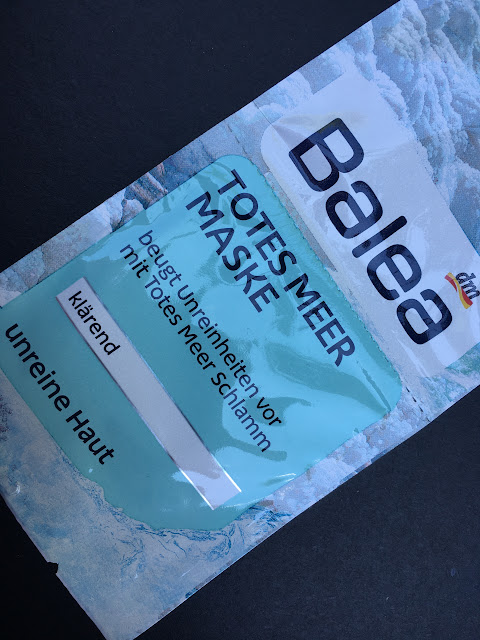 Balea
dm
TOTES MEER
MASKE
beugt Unreinheiten vor
mit Totes Meer Schlamm
klärend
unreine Haut